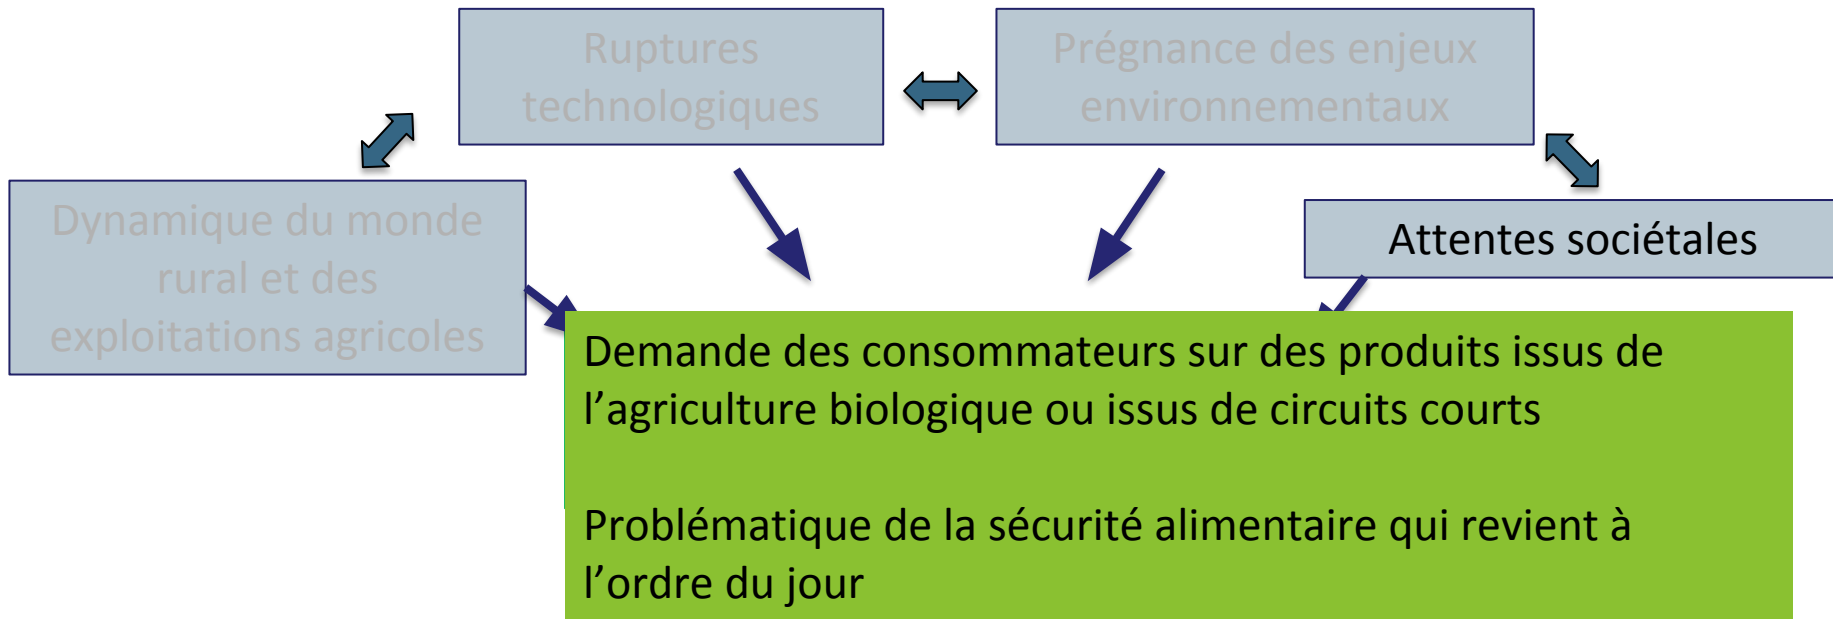 Ruptures
technologiques
Prégnance des enjeux
environnementaux
Dynamique du monde
rural et des
exploitations agricoles
Attentes sociétales
Demande des consommateurs sur des produits issus de
l’agriculture biologique ou issus de circuits courts
Problématique de la sécurité alimentaire qui revient à
l’ordre du jour